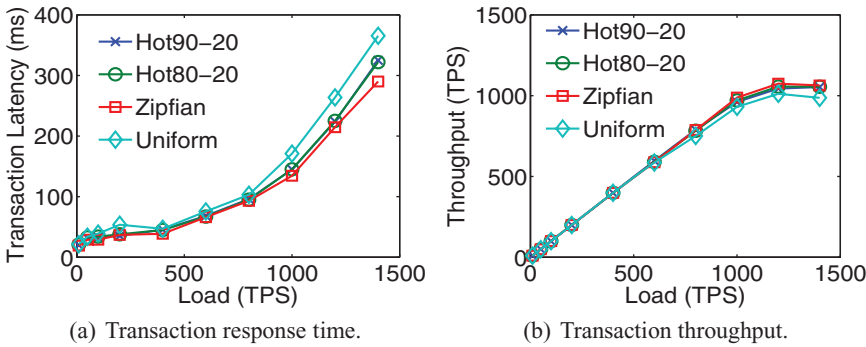 Transaction Latency (ms)
400
300
200
100
0
0
500
1000
1500
Load (TPS)
Hot90−20
Hot80−20
Zipfian
Uniform
(a) Transaction response time.
Throughput (TPS)
1500
1000
500
0
0
500
1000
1500
Load (TPS)
Hot90−20
Hot80−20
Zipfian
Uniform
(b) Transaction throughput.